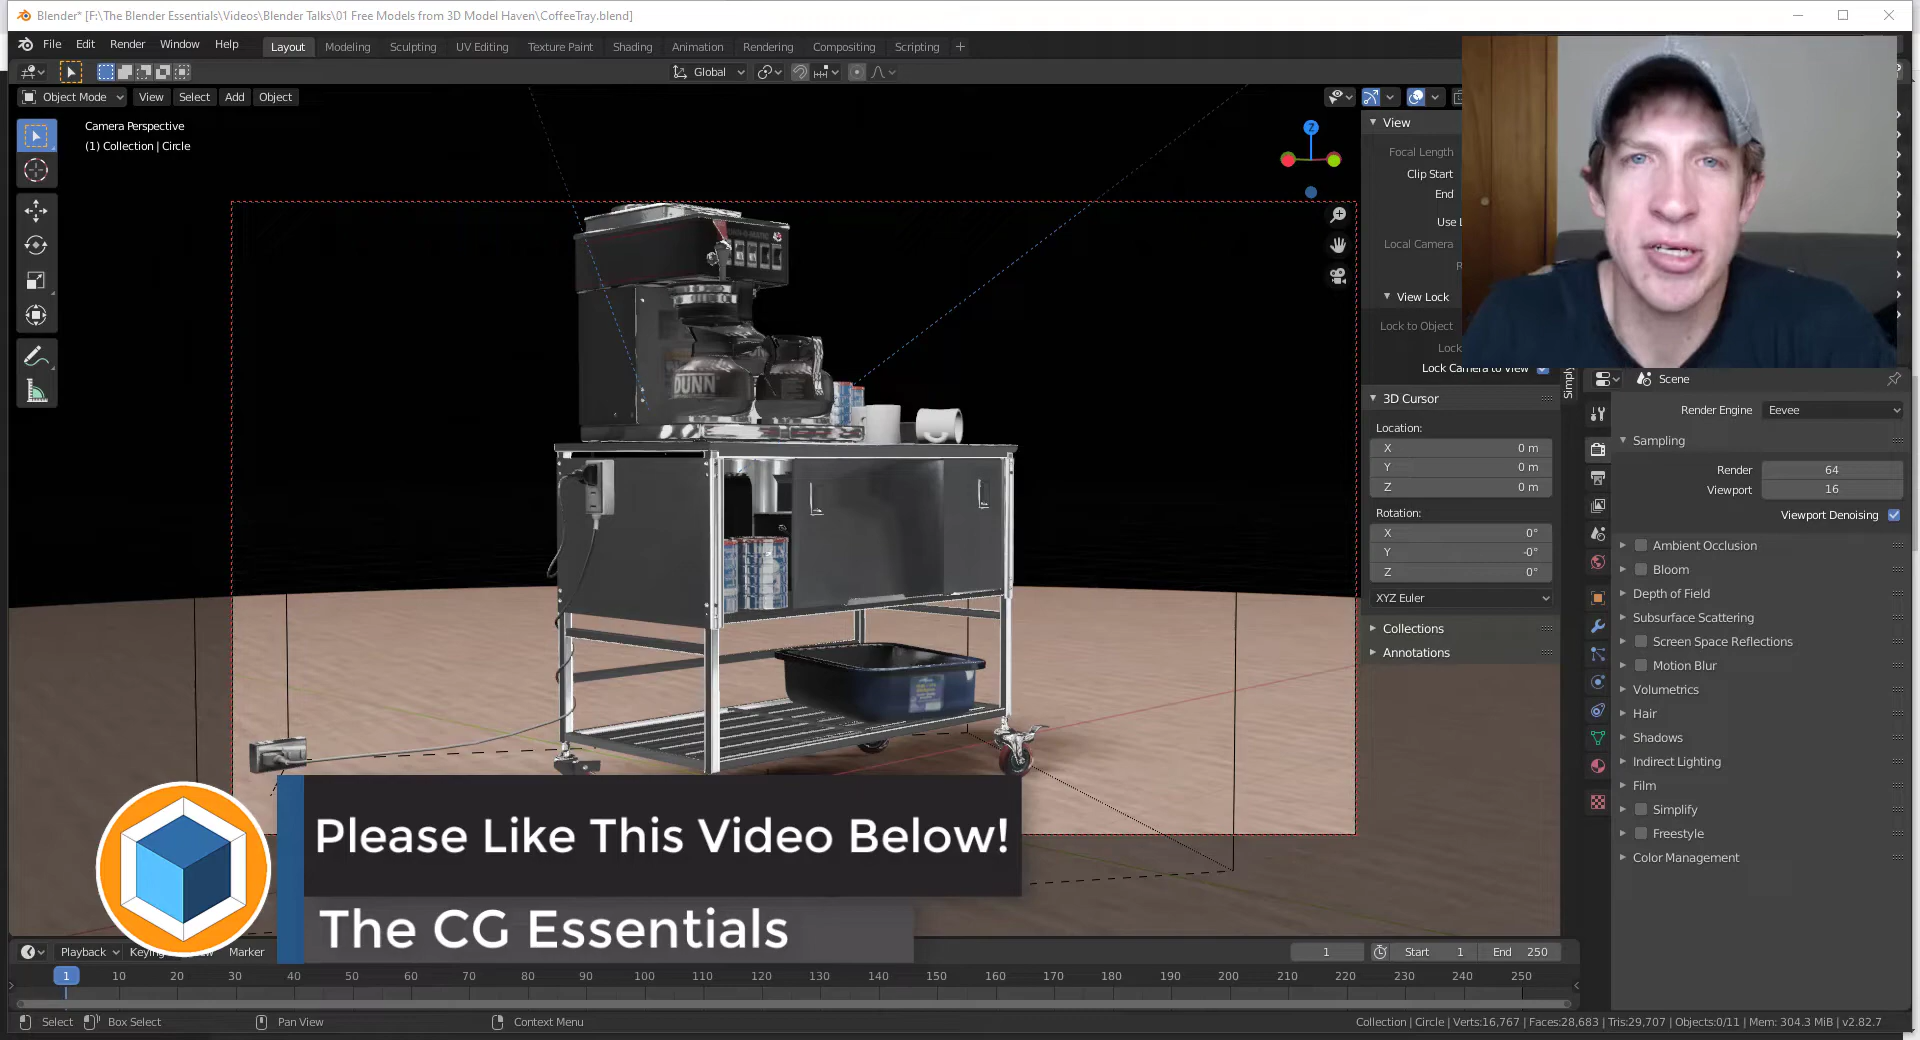 Blender* [F:\The Blender Essentials\Videos\Blender Talks\01 Free Models from 3D Model Haven\CoffeeTray.blend]
File Edit Render Window Help Layout Modeling Sculpting UV Editing Texture Paint Shading Animation Rendering Compositing Scripting +
Global
Object Mode View Select Add Object
Camera Perspective
(1) Collection | Circle
Z
View
Focal Length
Clip Start
End
Local Camera
View Lock
Lock to Object
Lock
Lock Camera to View
3D Cursor
Location:
X 0 m
Y 0 m
Z 0 m
Rotation:
X 0°
Y -0°
Z 0°
XYZ Euler
Collections
Annotations
Scene
Render Engine Eevee
Sampling
Render 64
Viewport 16
Viewport Denoising
Ambient Occlusion
Bloom
Depth of Field
Subsurface Scattering
Screen Space Reflections
Motion Blur
Volumetrics
Hair
Shadows
Indirect Lighting
Film
Simplify
Freestyle
Color Management
DUNN
Please Like This Video Below!
The CG Essentials
Playback Marker 1 Start 1 End 250
1 10 20 30 40 50 60 70 80 90 100 110 120 130 140 150 160 170 180 190 200 210 220 230 240 250
Select Box Select Pan View Context Menu
Collection | Circle | Verts:16,767 | Faces:28,683 | Tris:29,707 | Objects:0/11 | Mem: 304.3 MiB | v2.82.7